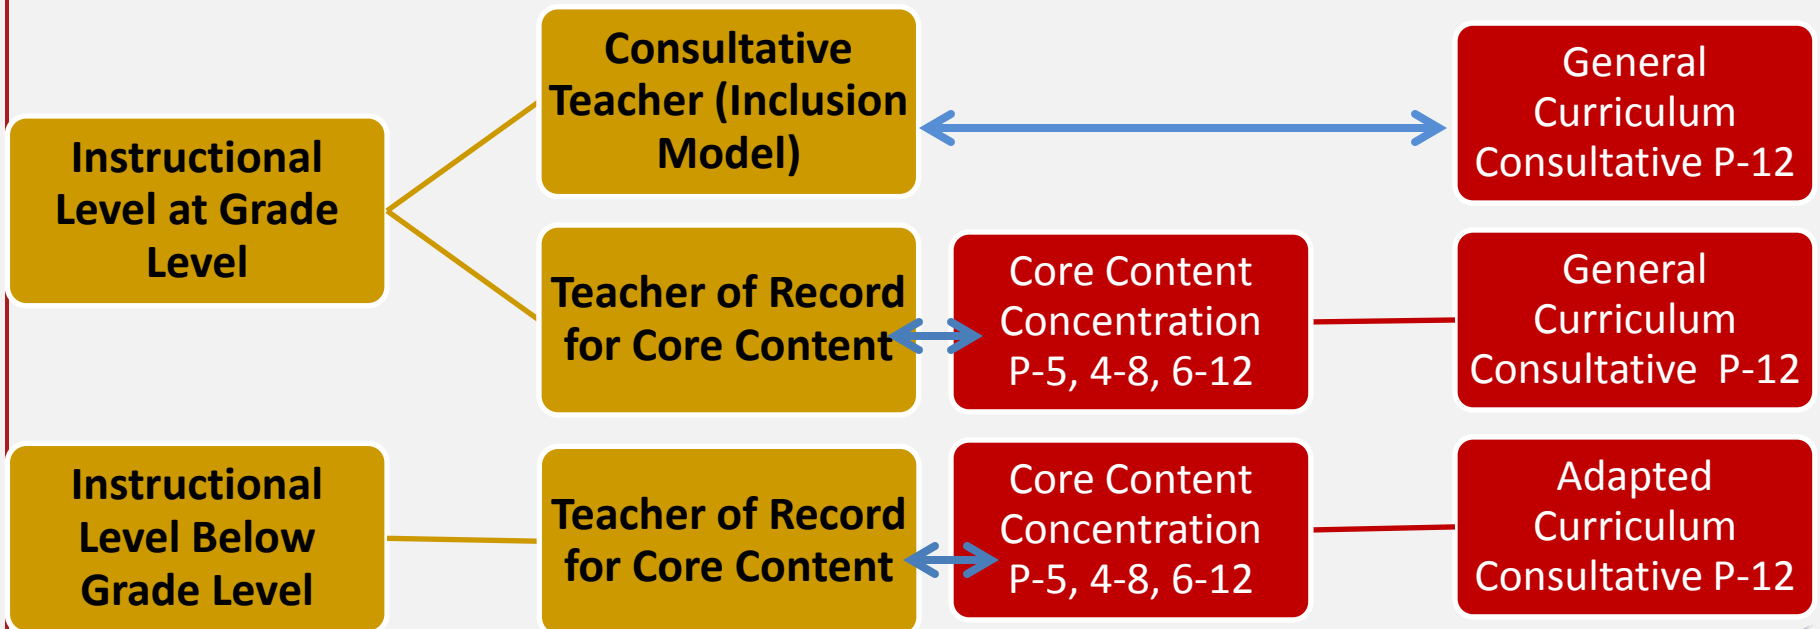 Instructional
Level at Grade
Level
Consultative
Teacher (Inclusion
Model)
General
Curriculum
Consultative P-12
Teacher of Record
for Core Content
Core Content
Concentration
P-5, 4-8, 6-12
General
Curriculum
Consultative P-12
Instructional
Level Below
Grade Level
Teacher of Record
for Core Content
Core Content
Concentration
P-5, 4-8, 6-12
Adapted
Curriculum
Consultative P-12